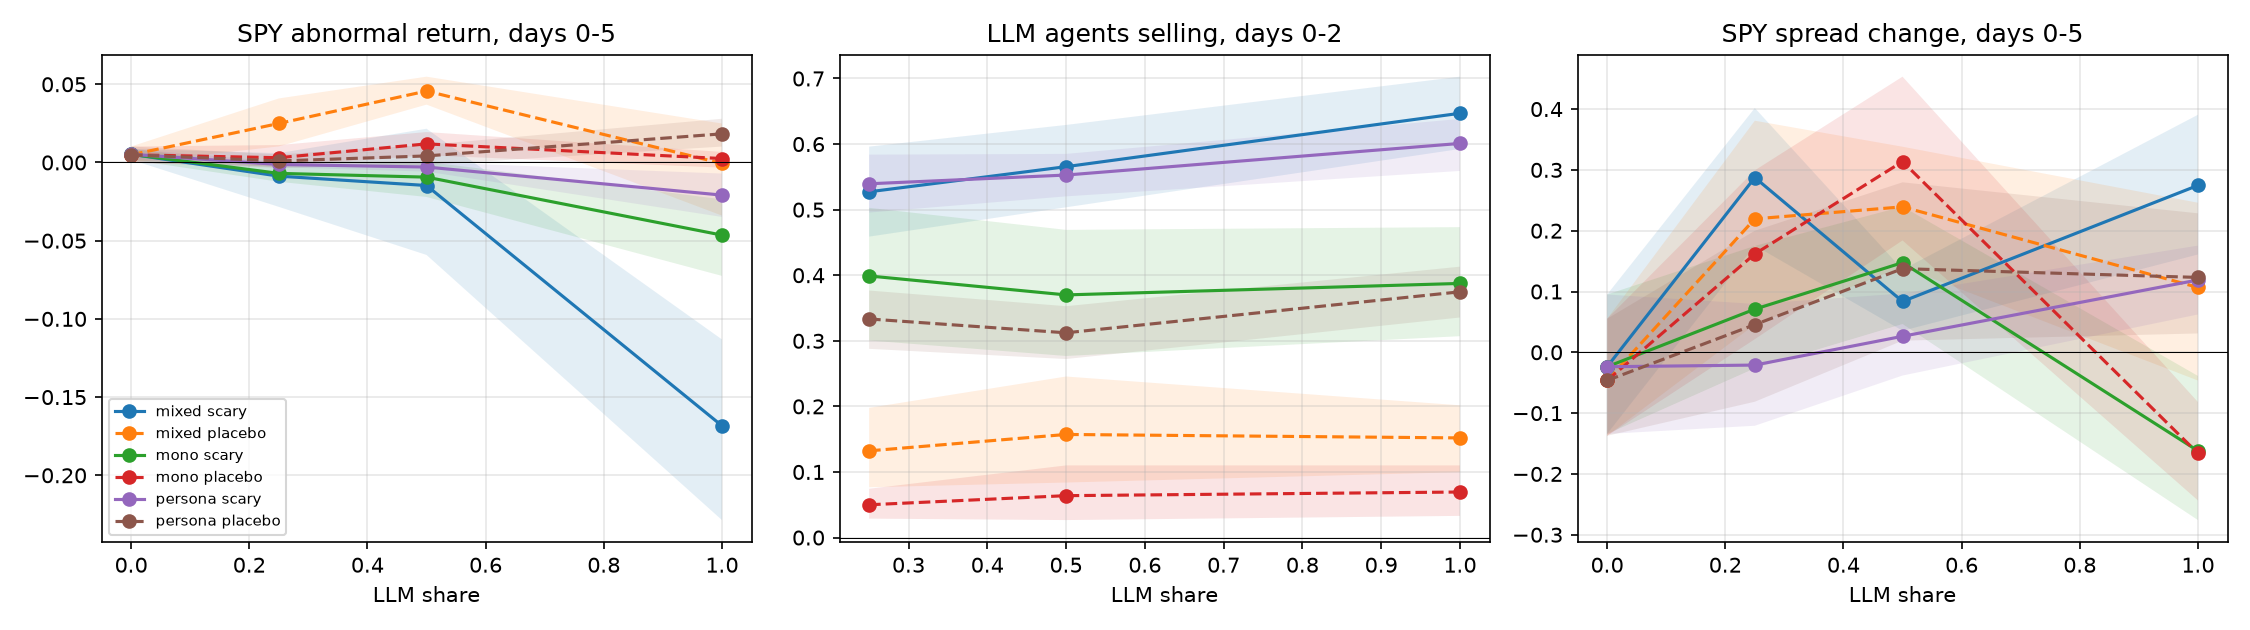 SPY abnormal return, days 0-5
0.05
0.00
−0.05
−0.10
−0.15
−0.20
mixed scary
mixed placebo
mono scary
mono placebo
persona scary
persona placebo
0.0 0.2 0.4 0.6 0.8 1.0
LLM share
LLM agents selling, days 0-2
0.7
0.6
0.5
0.4
0.3
0.2
0.1
0.0
0.3 0.4 0.5 0.6 0.7 0.8 0.9 1.0
LLM share
SPY spread change, days 0-5
0.4
0.3
0.2
0.1
0.0
−0.1
−0.2
−0.3
0.0 0.2 0.4 0.6 0.8 1.0
LLM share